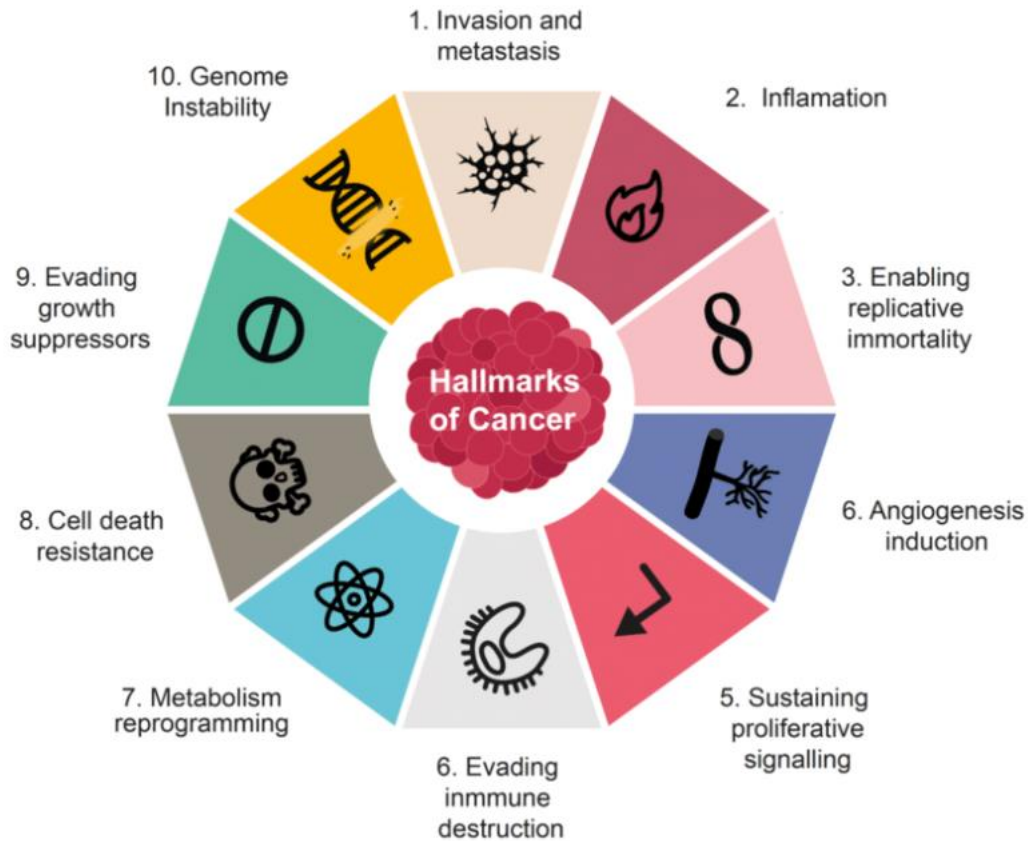 1. Invasion and
metastasis
2. Inflamation
3. Enabling
replicative
immortality
6. Angiogenesis
induction
5. Sustaining
proliferative
signalling
6. Evading
inmmune
destruction
7. Metabolism
reprogramming
8. Cell death
resistance
9. Evading
growth
suppressors
10. Genome
Instability
Hallmarks
of Cancer